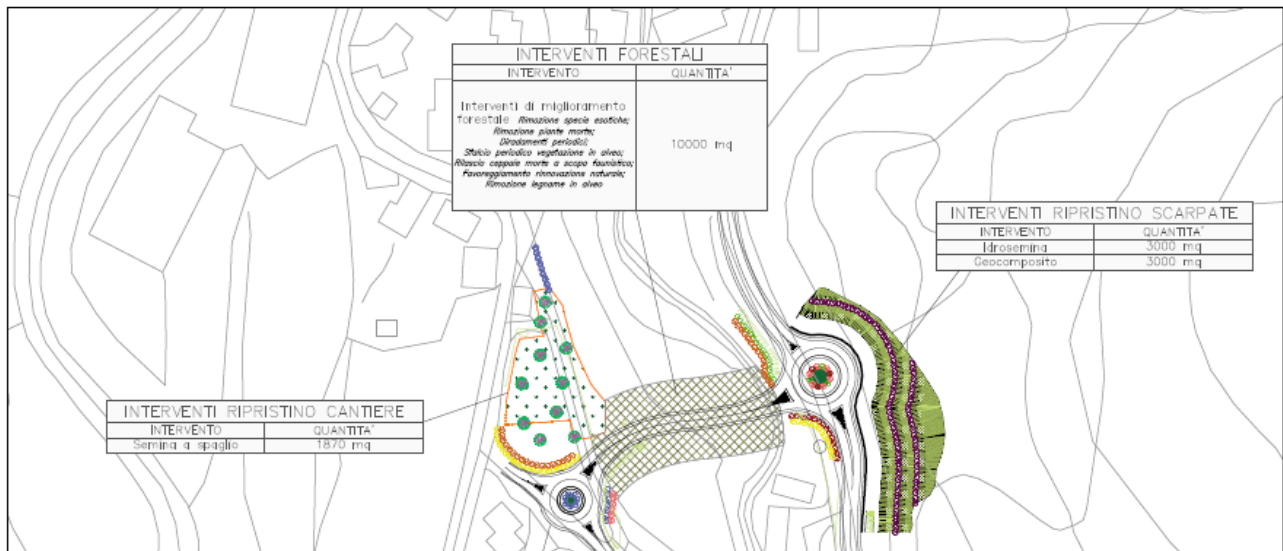 INTERVENTI FORESTALI
INTERVENTO QUANTITA'
Interventi di miglioramento
forestale Rimozione specie esotiche;
Rimozione piante morte;
Diradamenti periodici;
Sfalcio periodico vegetazione in alveo;
Rilascio ceppaie morte a scopo faunistico;
Favoreggiamento rinnovazione naturale;
Rimozione legname in alveo
10000 mq
INTERVENTI RIPRISTINO SCARPATE
INTERVENTO QUANTITA'
Idrosemina 3000 mq
Geocomposito 3000 mq
INTERVENTI RIPRISTINO CANTIERE
INTERVENTO QUANTITA'
Semina a spaglio 1870 mq